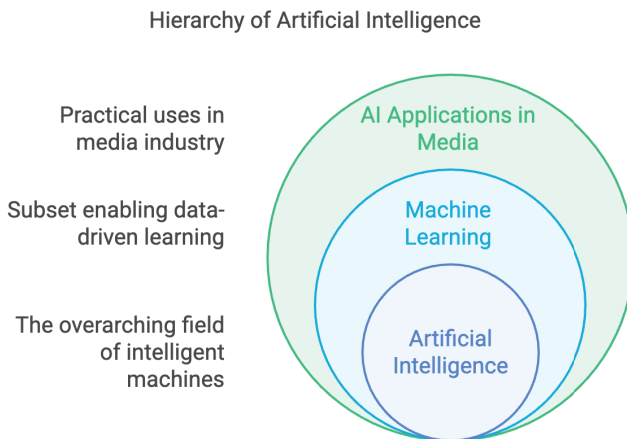 Hierarchy of Artificial Intelligence
Practical uses in
media industry
AI Applications in
Media
Subset enabling data-
driven learning
Machine
Learning
The overarching field
of intelligent
machines
Artificial
Intelligence